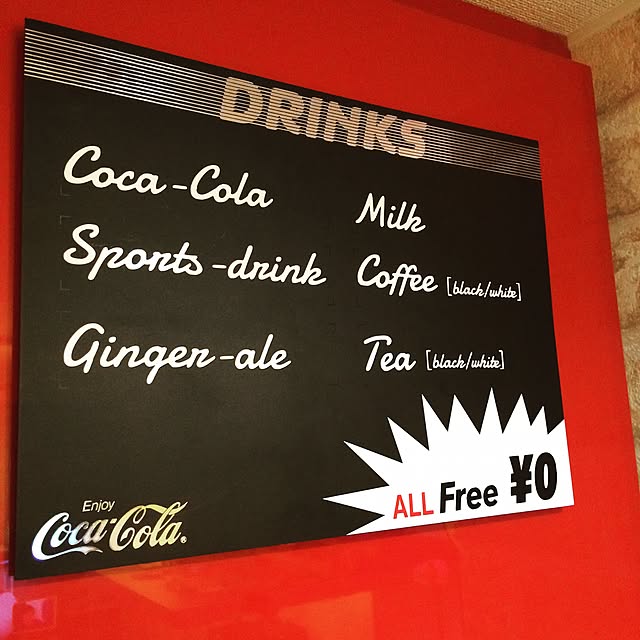 DRINKS
Coca-Cola
Sports-drink
Ginger-ale
Milk
Coffee [black/white]
Tea [black/white]
Enjoy
Coca-Cola®
ALL Free ¥0